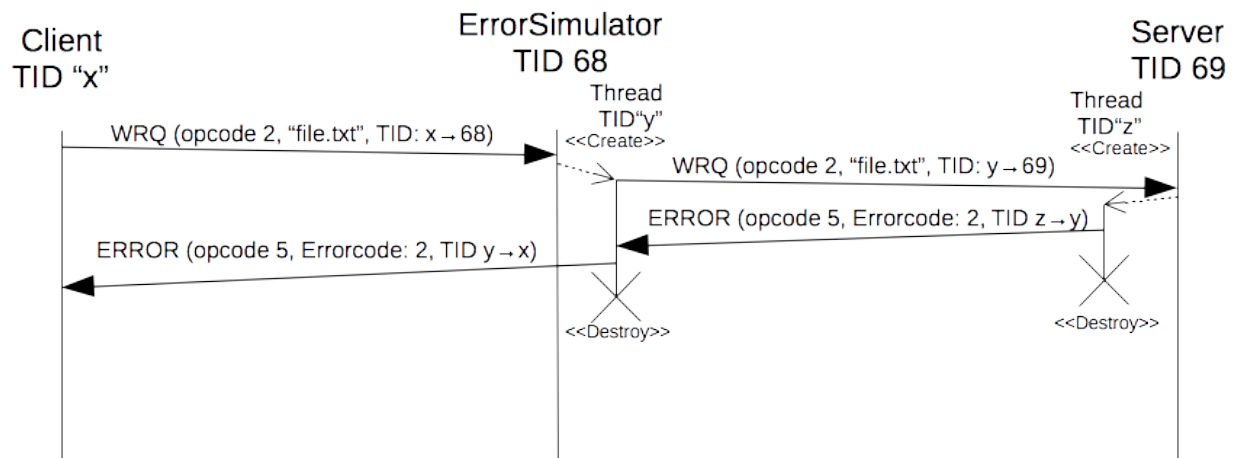 Client
TID “x”
ErrorSimulator
TID 68
Server
TID 69
Thread
TID“y”
<<Create>>
Thread
TID“z”
<<Create>>
WRQ (opcode 2, “file.txt”, TID: x→68)
WRQ (opcode 2, “file.txt”, TID: y→69)
ERROR (opcode 5, Errorcode: 2, TID z→y)
ERROR (opcode 5, Errorcode: 2, TID y→x)
<<Destroy>>
<<Destroy>>